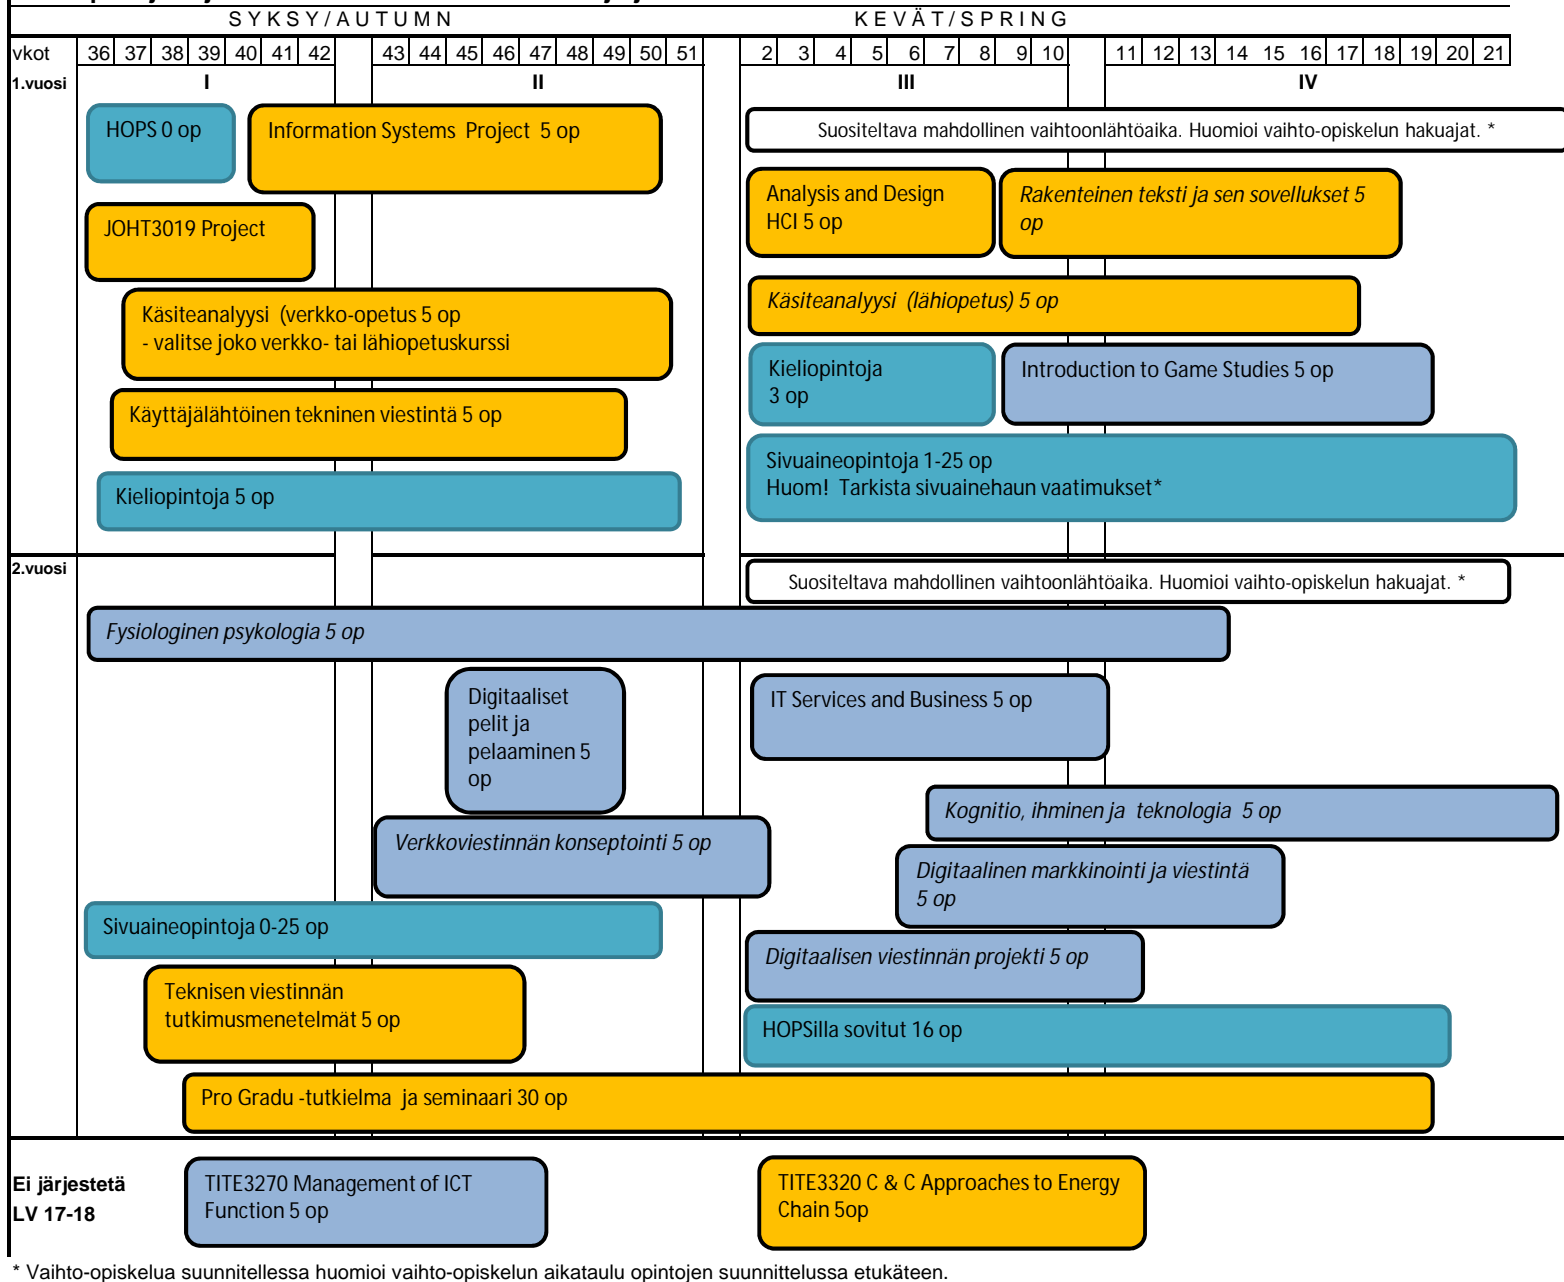 SYKSY/AUTUMN KEVÄT/SPRING
vkot 36 37 38 39 40 41 42 43 44 45 46 47 48 49 50 51 2 3 4 5 6 7 8 9 10 11 12 13 14 15 16 17 18 19 20 21
1.vuosi I II III IV
HOPS 0 op
Information Systems Project 5 op
Suositeltava mahdollinen vaihtoonlähtöaika. Huomioi vaihto-opiskelun hakuajat. *
JOHT3019 Project
Analysis and Design
HCI 5 op
Rakenteinen teksti ja sen sovellukset 5
op
Käsiteanalyysi (verkko-opetus 5 op
- valitse joko verkko- tai lähiopetuskurssi
Käsiteanalyysi (lähiopetus) 5 op
Käyttäjälähtöinen tekninen viestintä 5 op
Kieliopintoja
3 op
Introduction to Game Studies 5 op
Kieliopintoja 5 op
Sivuaineopintoja 1-25 op
Huom! Tarkista sivuainehaun vaatimukset*
2.vuosi
Suositeltava mahdollinen vaihtoonlähtöaika. Huomioi vaihto-opiskelun hakuajat. *
Fysiologinen psykologia 5 op
Digitaaliset
pelit ja
pelaaminen 5
op
IT Services and Business 5 op
Kognitio, ihminen ja teknologia 5 op
Verkkoviestinnän konseptointi 5 op
Digitaalinen markkinointi ja viestintä
5 op
Sivuaineopintoja 0-25 op
Digitaalisen viestinnän projekti 5 op
Teknisen viestinnän
tutkimusmenetelmät 5 op
HOPSilla sovitut 16 op
Pro Gradu -tutkielma ja seminaari 30 op
Ei järjestetä
LV 17-18
TITE3270 Management of ICT
Function 5 op
TITE3320 C & C Approaches to Energy
Chain 5op
* Vaihto-opiskelua suunnitellessa huomioi vaihto-opiskelun aikataulu opintojen suunnittelussa etukäteen.